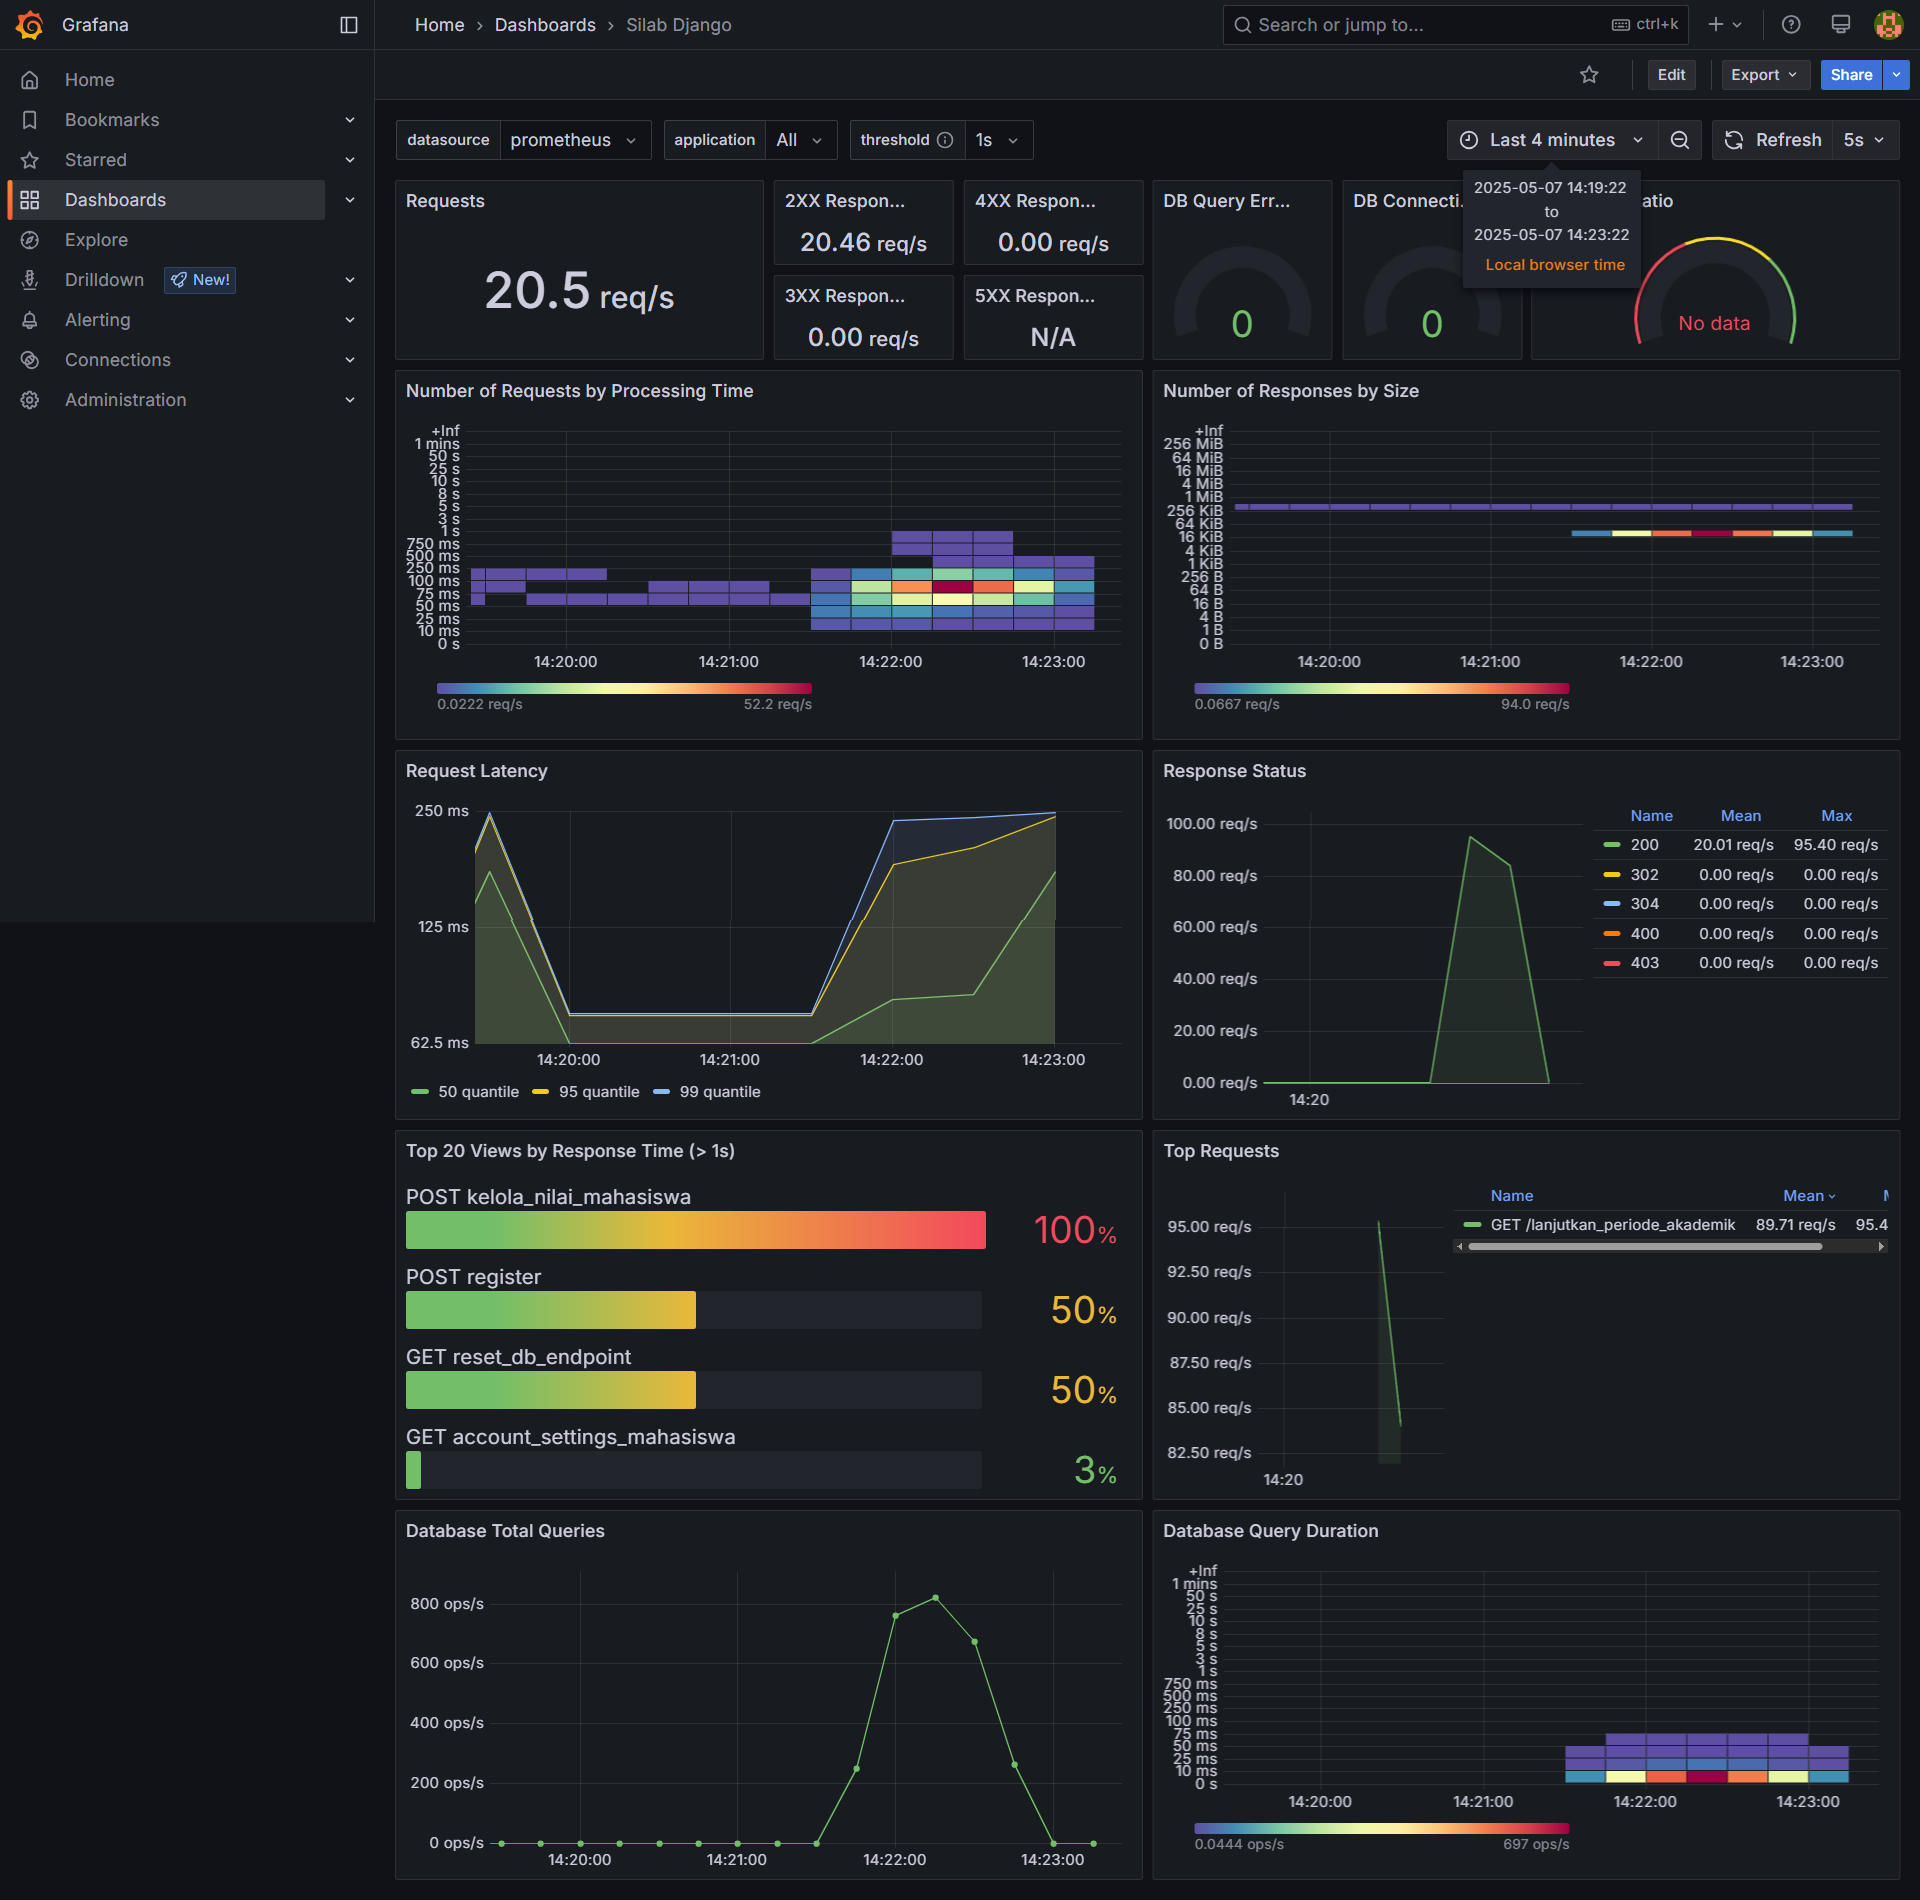 Grafana
Home › Dashboards › Silab Django
Search or jump to... ctrl+k
Home
Bookmarks
Starred
Dashboards
Explore
Drilldown New!
Alerting
Connections
Administration
Edit Export Share
datasource prometheus application All threshold 1s
Last 4 minutes Refresh 5s
2025-05-07 14:19:22
to
2025-05-07 14:23:22
Local browser time
Requests
20.5 req/s
2XX Respon...
20.46 req/s
4XX Respon...
0.00 req/s
3XX Respon...
0.00 req/s
5XX Respon...
N/A
DB Query Err...
0
DB Connecti
0
atio
No data
Number of Requests by Processing Time
+Inf
1 mins
50 s
25 s
10 s
8 s
5 s
3 s
1 s
750 ms
500 ms
250 ms
100 ms
75 ms
50 ms
25 ms
10 ms
0 s
14:20:00 14:21:00 14:22:00 14:23:00
0.0222 req/s 52.2 req/s
Number of Responses by Size
+Inf
256 MiB
64 MiB
16 MiB
4 MiB
1 MiB
256 KiB
64 KiB
16 KiB
4 KiB
1 KiB
256 B
64 B
16 B
4 B
1 B
0 B
14:20:00 14:21:00 14:22:00 14:23:00
0.0667 req/s 94.0 req/s
Request Latency
250 ms
125 ms
62.5 ms
14:20:00 14:21:00 14:22:00 14:23:00
50 quantile 95 quantile 99 quantile
Response Status
100.00 req/s
80.00 req/s
60.00 req/s
40.00 req/s
20.00 req/s
0.00 req/s
14:20
Name Mean Max
200 20.01 req/s 95.40 req/s
302 0.00 req/s 0.00 req/s
304 0.00 req/s 0.00 req/s
400 0.00 req/s 0.00 req/s
403 0.00 req/s 0.00 req/s
Top 20 Views by Response Time (> 1s)
POST kelola_nilai_mahasiswa
100%
POST register
50%
GET reset_db_endpoint
50%
GET account_settings_mahasiswa
3%
Top Requests
95.00 req/s
92.50 req/s
90.00 req/s
87.50 req/s
85.00 req/s
82.50 req/s
14:20
Name Mean
GET /lanjutkan_periode_akademik 89.71 req/s 95.4
Database Total Queries
800 ops/s
600 ops/s
400 ops/s
200 ops/s
0 ops/s
14:20:00 14:21:00 14:22:00 14:23:00
Database Query Duration
+Inf
1 mins
50 s
25 s
10 s
8 s
5 s
3 s
1 s
750 ms
500 ms
250 ms
100 ms
75 ms
50 ms
25 ms
10 ms
0 s
14:20:00 14:21:00 14:22:00 14:23:00
0.0444 ops/s 697 ops/s